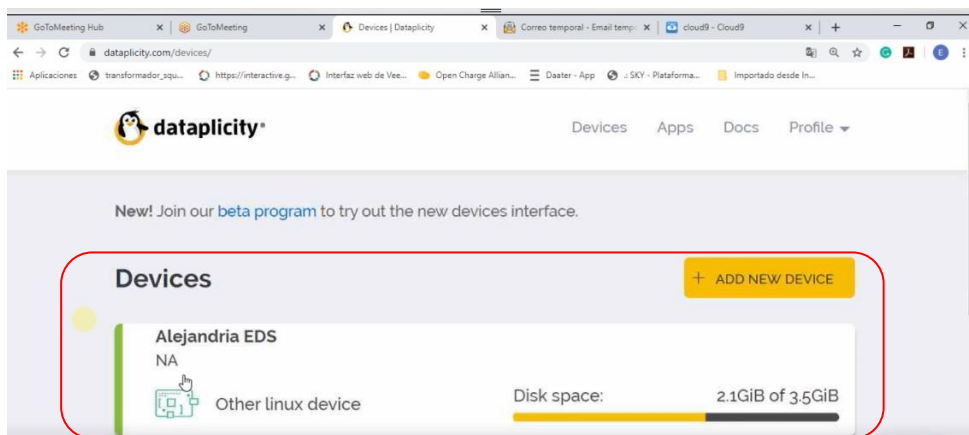 GoToMeeting Hub
GoToMeeting
Devices | Dataplicity
Correo temporal - Email temp
cloud9 - Cloud9
dataplicity.com/devices/
E
Aplicaciones
transformador_squ...
https://interactive.g...
Interfaz web de Vee...
Open Charge Allian...
Daater - App
.: SKY - Plataforma...
Importado desde In...
dataplicity
Devices Apps Docs Profile
New! Join our beta program to try out the new devices interface.
Devices
+ ADD NEW DEVICE
Alejandria EDS
NA
Other linux device
Disk space: 2.1GiB of 3.5GiB